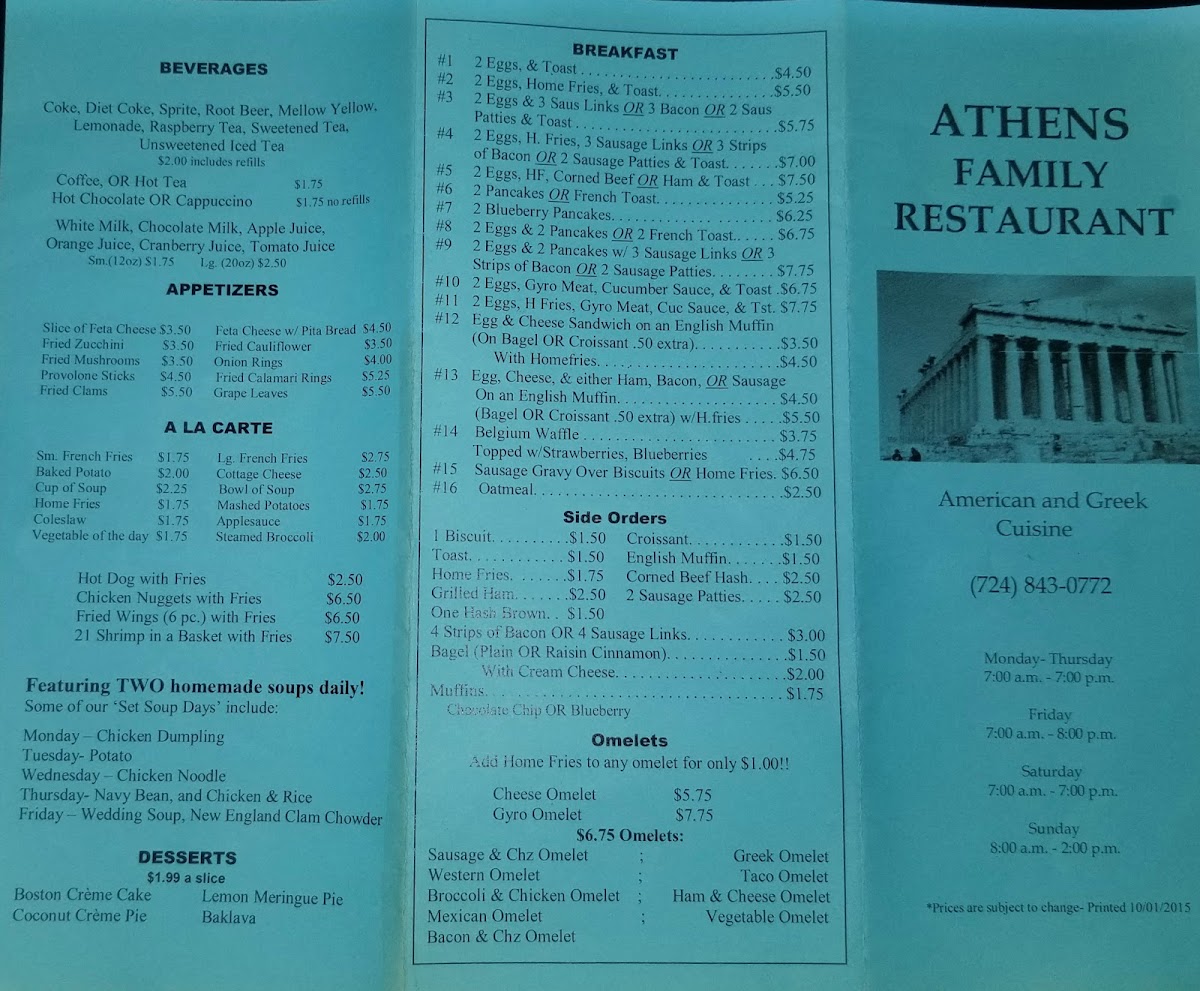 BEVERAGES
Coke, Diet Coke, Sprite, Root Beer, Mellow Yellow,
Lemonade, Raspberry Tea, Sweetened Tea,
Unsweetened Iced Tea
$2.00 includes refills
Coffee, OR Hot Tea $1.75
Hot Chocolate OR Cappuccino $1.75 no refills
White Milk, Chocolate Milk, Apple Juice,
Orange Juice, Cranberry Juice, Tomato Juice
Sm.(12oz) $1.75 Lg. (20oz) $2.50
APPETIZERS
Slice of Feta Cheese $3.50 Feta Cheese w/ Pita Bread $4.50
Fried Zucchini $3.50 Fried Cauliflower $3.50
Fried Mushrooms $3.50 Onion Rings $4.00
Provolone Sticks $4.50 Fried Calamari Rings $5.25
Fried Clams $5.50 Grape Leaves $5.50
A LA CARTE
Sm. French Fries $1.75 Lg. French Fries $2.75
Baked Potato $2.00 Cottage Cheese $2.50
Cup of Soup $2.25 Bowl of Soup $2.75
Home Fries $1.75 Mashed Potatoes $1.75
Coleslaw $1.75 Applesauce $1.75
Vegetable of the day $1.75 Steamed Broccoli $2.00
Hot Dog with Fries $2.50
Chicken Nuggets with Fries $6.50
Fried Wings (6 pc.) with Fries $6.50
21 Shrimp in a Basket with Fries $7.50
Featuring TWO homemade soups daily!
Some of our 'Set Soup Days' include:
Monday – Chicken Dumpling
Tuesday- Potato
Wednesday – Chicken Noodle
Thursday- Navy Bean, and Chicken & Rice
Friday – Wedding Soup, New England Clam Chowder
DESSERTS
$1.99 a slice
Boston Crème Cake Lemon Meringue Pie
Coconut Crème Pie Baklava
BREAKFAST
#1 2 Eggs, & Toast . . . . . . . . . . . . . . . . . . . . . . . .$4.50
#2 2 Eggs, Home Fries, & Toast. . . . . . . . . . . . . .$5.50
#3 2 Eggs & 3 Saus Links OR 3 Bacon OR 2 Saus
Patties & Toast . . . . . . . . . . . . . . . . . . . . . . . . .$5.75
#4 2 Eggs, H. Fries, 3 Sausage Links OR 3 Strips
of Bacon OR 2 Sausage Patties & Toast. . . . . . .$7.00
#5 2 Eggs, HF, Corned Beef OR Ham & Toast . . . $7.50
#6 2 Pancakes OR French Toast. . . . . . . . . . . . . . $5.25
#7 2 Blueberry Pancakes. . . . . . . . . . . . . . . . . . . . $6.25
#8 2 Eggs & 2 Pancakes OR 2 French Toast.. . . . . $6.75
#9 2 Eggs & 2 Pancakes w/ 3 Sausage Links OR 3
Strips of Bacon OR 2 Sausage Patties. . . . . . . . $7.75
#10 2 Eggs, Gyro Meat, Cucumber Sauce, & Toast .$6.75
#11 2 Eggs, H Fries, Gyro Meat, Cuc Sauce, & Tst. $7.75
#12 Egg & Cheese Sandwich on an English Muffin
(On Bagel OR Croissant .50 extra). . . . . . . . . . .$3.50
With Homefries. . . . . . . . . . . . . . . . . . . . . . .$4.50
#13 Egg, Cheese, & either Ham, Bacon, OR Sausage
On an English Muffin. . . . . . . . . . . . . . . . . . . . $4.50
(Bagel OR Croissant .50 extra) w/H.fries . . . . .$5.50
#14 Belgium Waffle . . . . . . . . . . . . . . . . . . . . . . . . $3.75
Topped w/Strawberries, Blueberries . . . .$4.75
#15 Sausage Gravy Over Biscuits OR Home Fries. $6.50
#16 Oatmeal. . . . . . . . . . . . . . . . . . . . . . . . . . . . . $2.50
Side Orders
1 Biscuit. . . . . . . . . .$1.50 Croissant. . . . . . . . . . . .$1.50
Toast. . . . . . . . . . . . $1.50 English Muffin. . . . . . .$1.50
Home Fries. . . . . . .$1.75 Corned Beef Hash. . . . $2.50
Grilled Ham. . . . . . .$2.50 2 Sausage Patties. . . . . $2.50
One Hash Brown. . $1.50
4 Strips of Bacon OR 4 Sausage Links. . . . . . . . . . . . $3.00
Bagel (Plain OR Raisin Cinnamon). . . . . . . . . . . . . . .$1.50
With Cream Cheese. . . . . . . . . . . . . . . . . . . . .$2.00
Muffins. . . . . . . . . . . . . . . . . . . . . . . . . . . . . . . . . . . . . $1.75
Chocolate Chip OR Blueberry
Omelets
Add Home Fries to any omelet for only $1.00!!
Cheese Omelet $5.75
Gyro Omelet $7.75
$6.75 Omelets:
Sausage & Chz Omelet ; Greek Omelet
Western Omelet ; Taco Omelet
Broccoli & Chicken Omelet ; Ham & Cheese Omelet
Mexican Omelet ; Vegetable Omelet
Bacon & Chz Omelet
ATHENS
FAMILY
RESTAURANT
American and Greek
Cuisine
(724) 843-0772
Monday- Thursday
7:00 a.m. - 7:00 p.m.
Friday
7:00 a.m. - 8:00 p.m.
Saturday
7:00 a.m. - 7:00 p.m.
Sunday
8:00 a.m. - 2:00 p.m.
*Prices are subject to change- Printed 10/01/2015